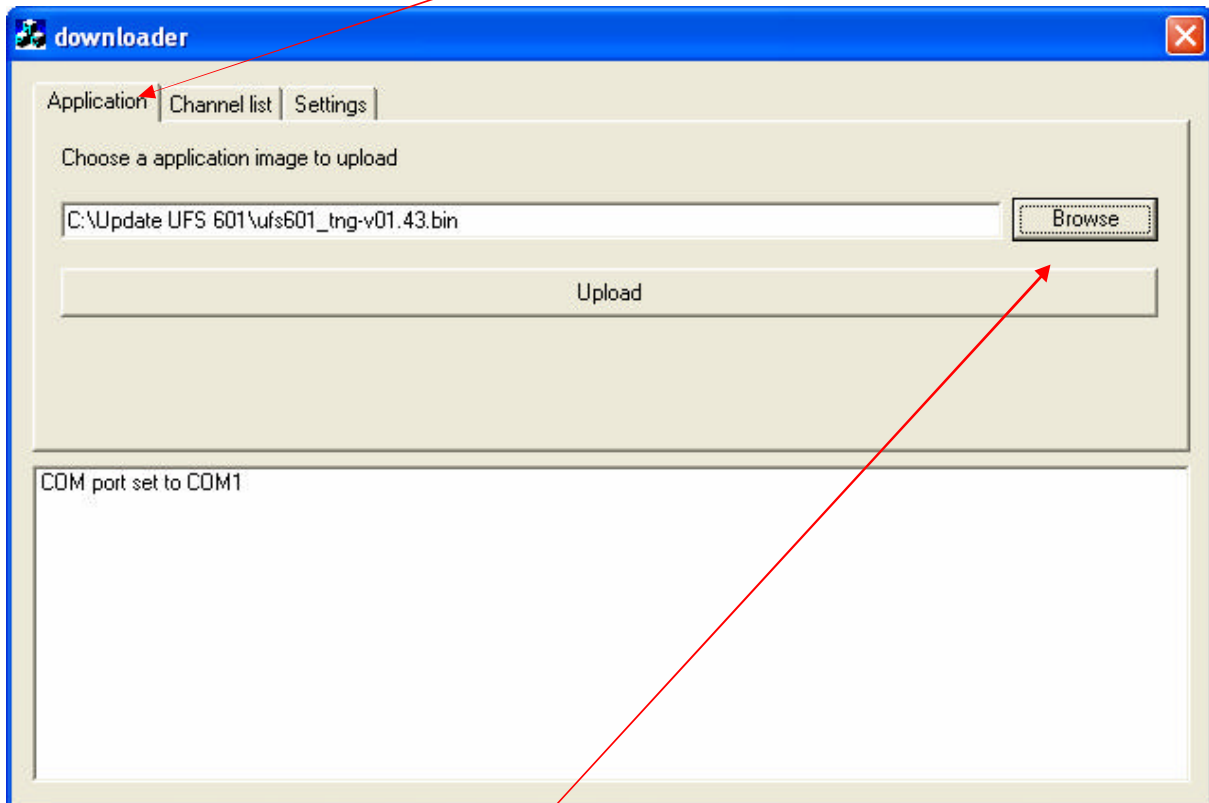 downloader
Application Channel list Settings
Choose a application image to upload
C:\Update UFS 601\ufs601_tng-v01.43.bin Browse
Upload
COM port set to COM1